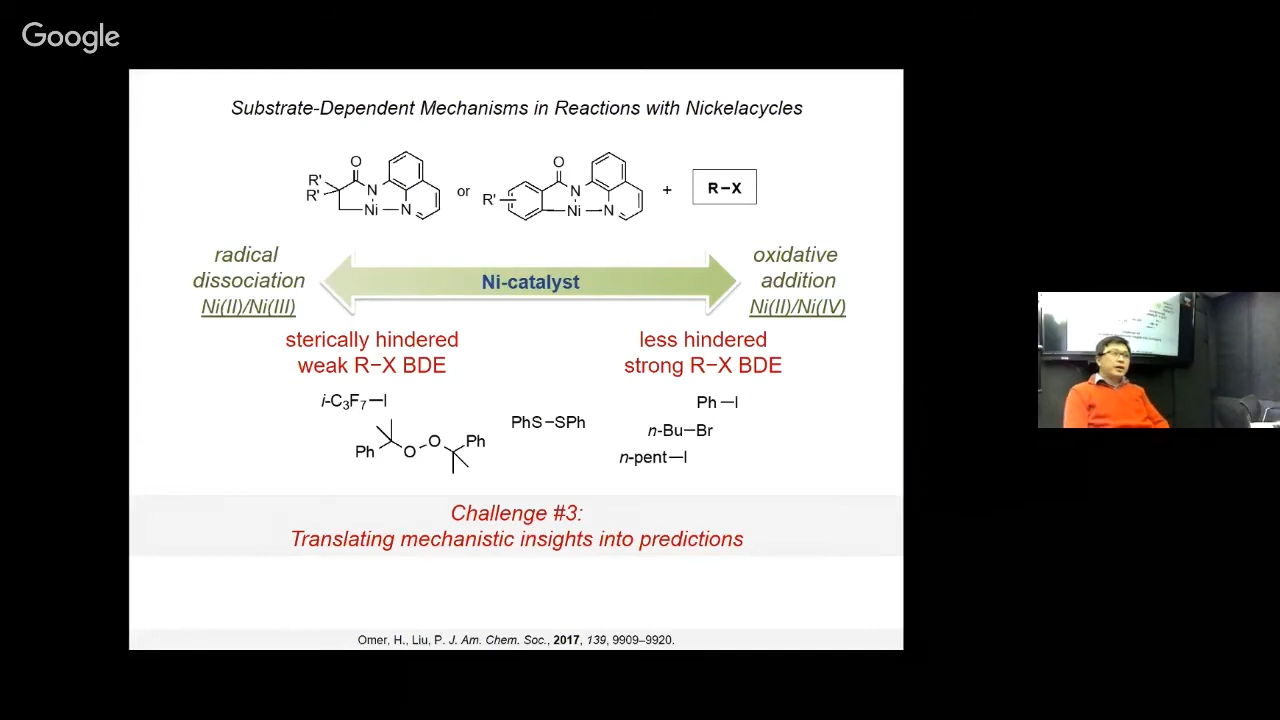 Google
Substrate-Dependent Mechanisms in Reactions with Nickelacycles
R' R' O N Ni N or R' O N Ni N + R–X
radical dissociation Ni(II)/Ni(III)
Ni-catalyst
oxidative addition Ni(II)/Ni(IV)
sterically hindered
weak R–X BDE
less hindered
strong R–X BDE
i-C3F7–I
Ph O O Ph
PhS–SPh
Ph–I
n-Bu–Br
n-pent–I
Challenge #3:
Translating mechanistic insights into predictions
Omer, H., Liu, P. J. Am. Chem. Soc., 2017, 139, 9909–9920.